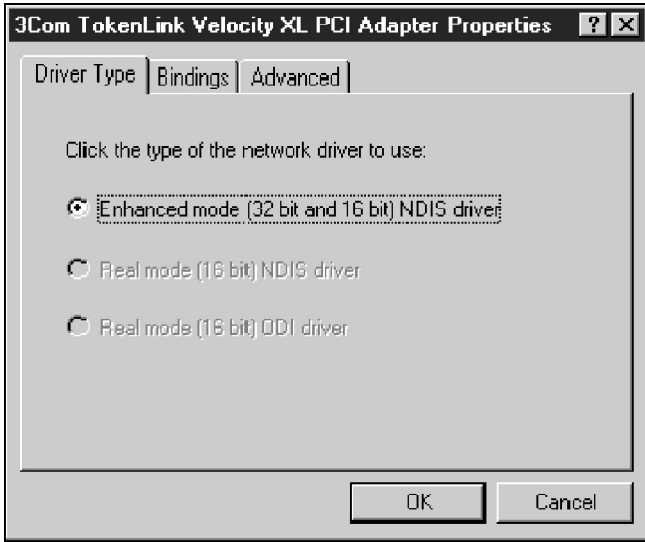 3Com TokenLink Velocity XL PCI Adapter Properties ? X
Driver Type Bindings Advanced
Click the type of the network driver to use:
Enhanced mode (32 bit and 16 bit) NDIS driver
Real mode (16 bit) NDIS driver
Real mode (16 bit) ODI driver
OK Cancel